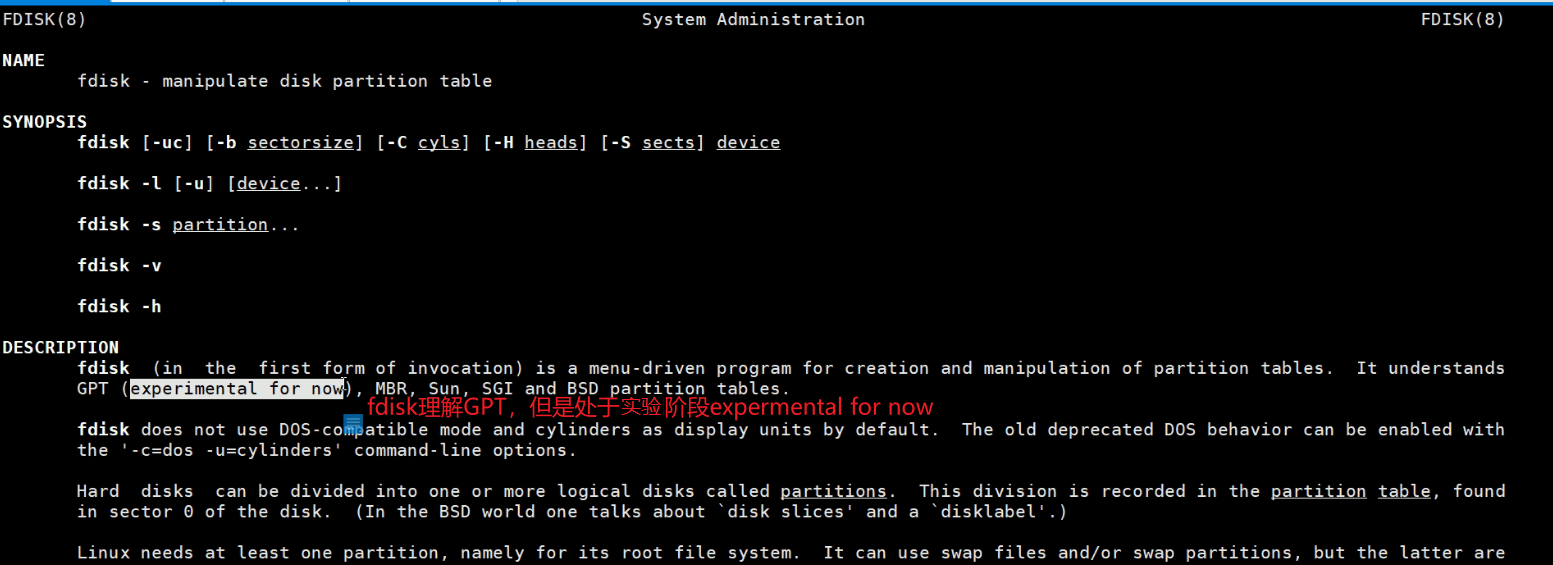 FDISK(8) System Administration FDISK(8)
NAME
fdisk - manipulate disk partition table
SYNOPSIS
fdisk [-uc] [-b sectorsize] [-C cyls] [-H heads] [-S sects] device
fdisk -l [-u] [device...]
fdisk -s partition...
fdisk -v
fdisk -h
DESCRIPTION
fdisk (in the first form of invocation) is a menu-driven program for creation and manipulation of partition tables. It understands
GPT (experimental for now), MBR, Sun, SGI and BSD partition tables.
fdisk理解GPT，但是处于实验阶段expermental for now
fdisk does not use DOS-compatible mode and cylinders as display units by default. The old deprecated DOS behavior can be enabled with
the '-c=dos -u=cylinders' command-line options.
Hard disks can be divided into one or more logical disks called partitions. This division is recorded in the partition table, found
in sector 0 of the disk. (In the BSD world one talks about `disk slices' and a `disklabel'.)
Linux needs at least one partition, namely for its root file system. It can use swap files and/or swap partitions, but the latter are